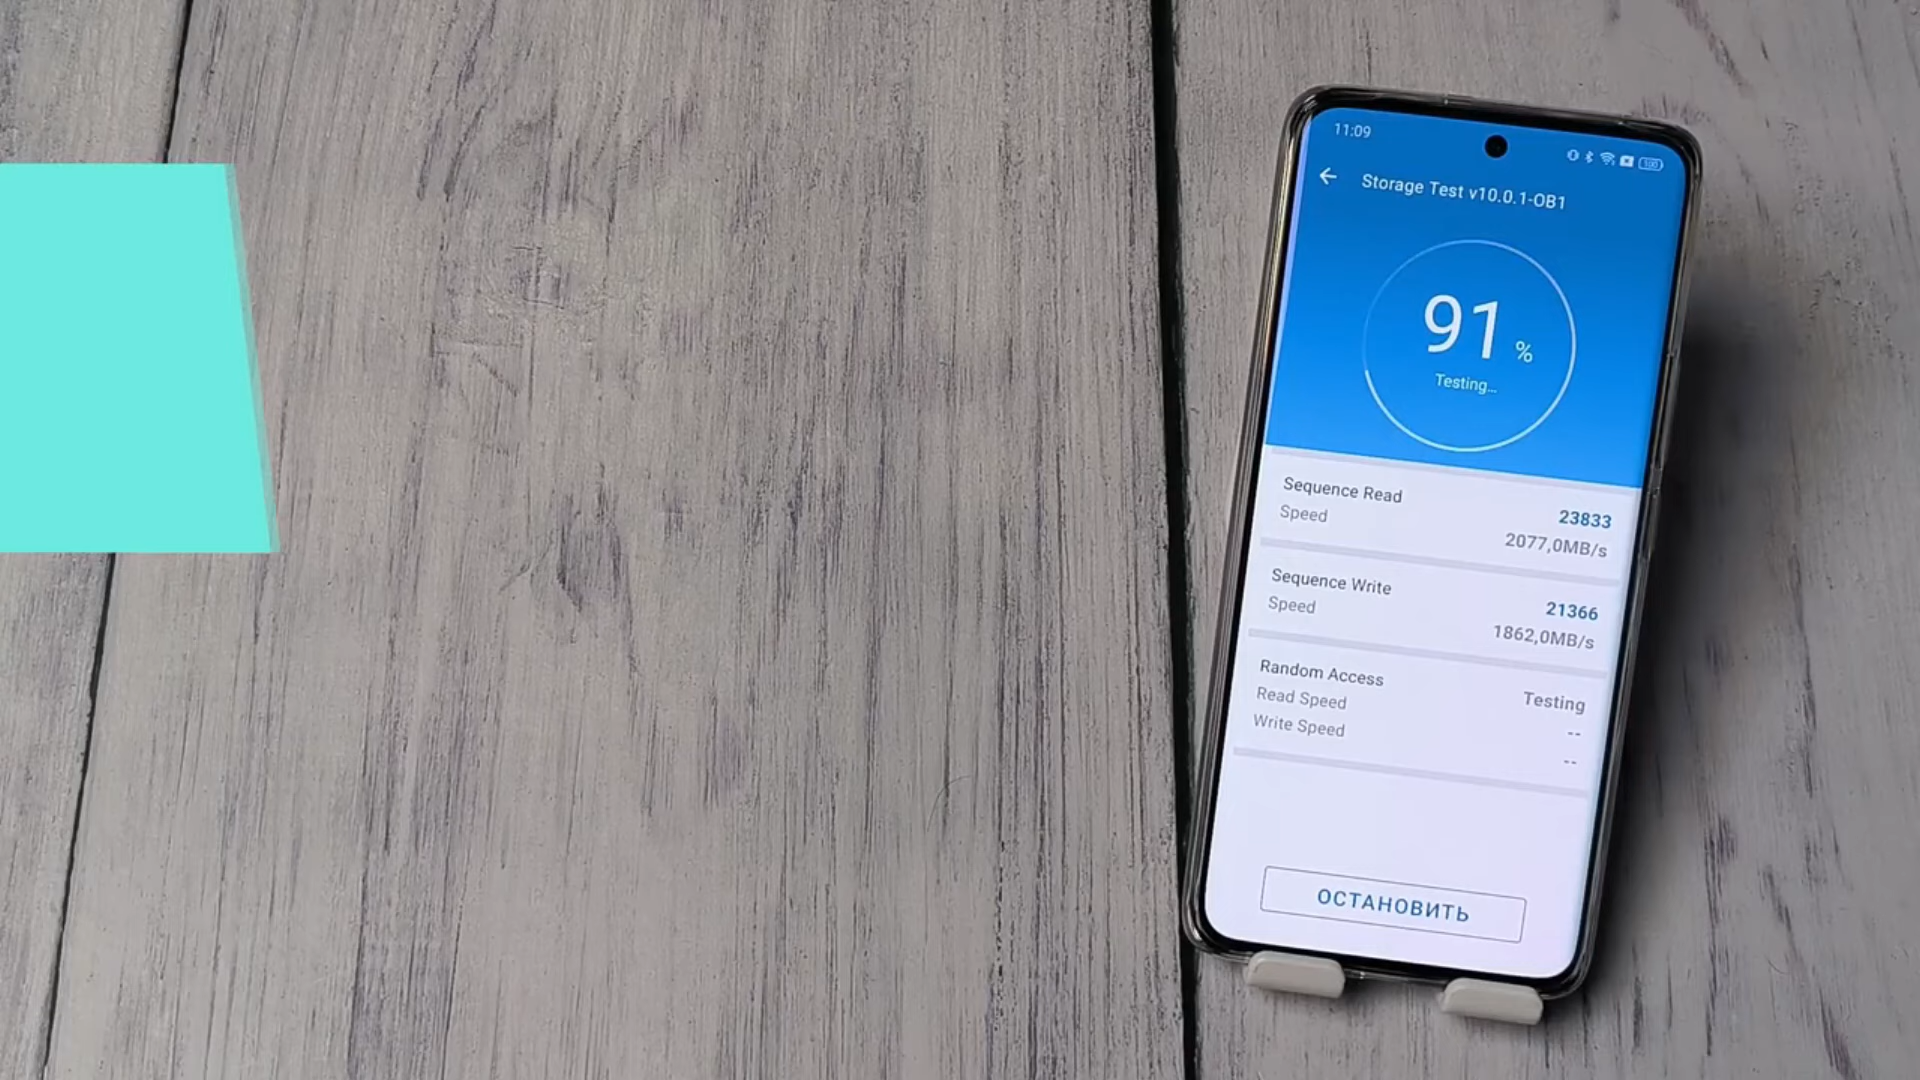 11:09
100
Storage Test v10.0.1-OB1
91 %
Testing...
Sequence Read 23833
Speed 2077,0MB/s
Sequence Write 21366
Speed 1862,0MB/s
Random Access Testing
Read Speed --
Write Speed --
ОСТАНОВИТЬ